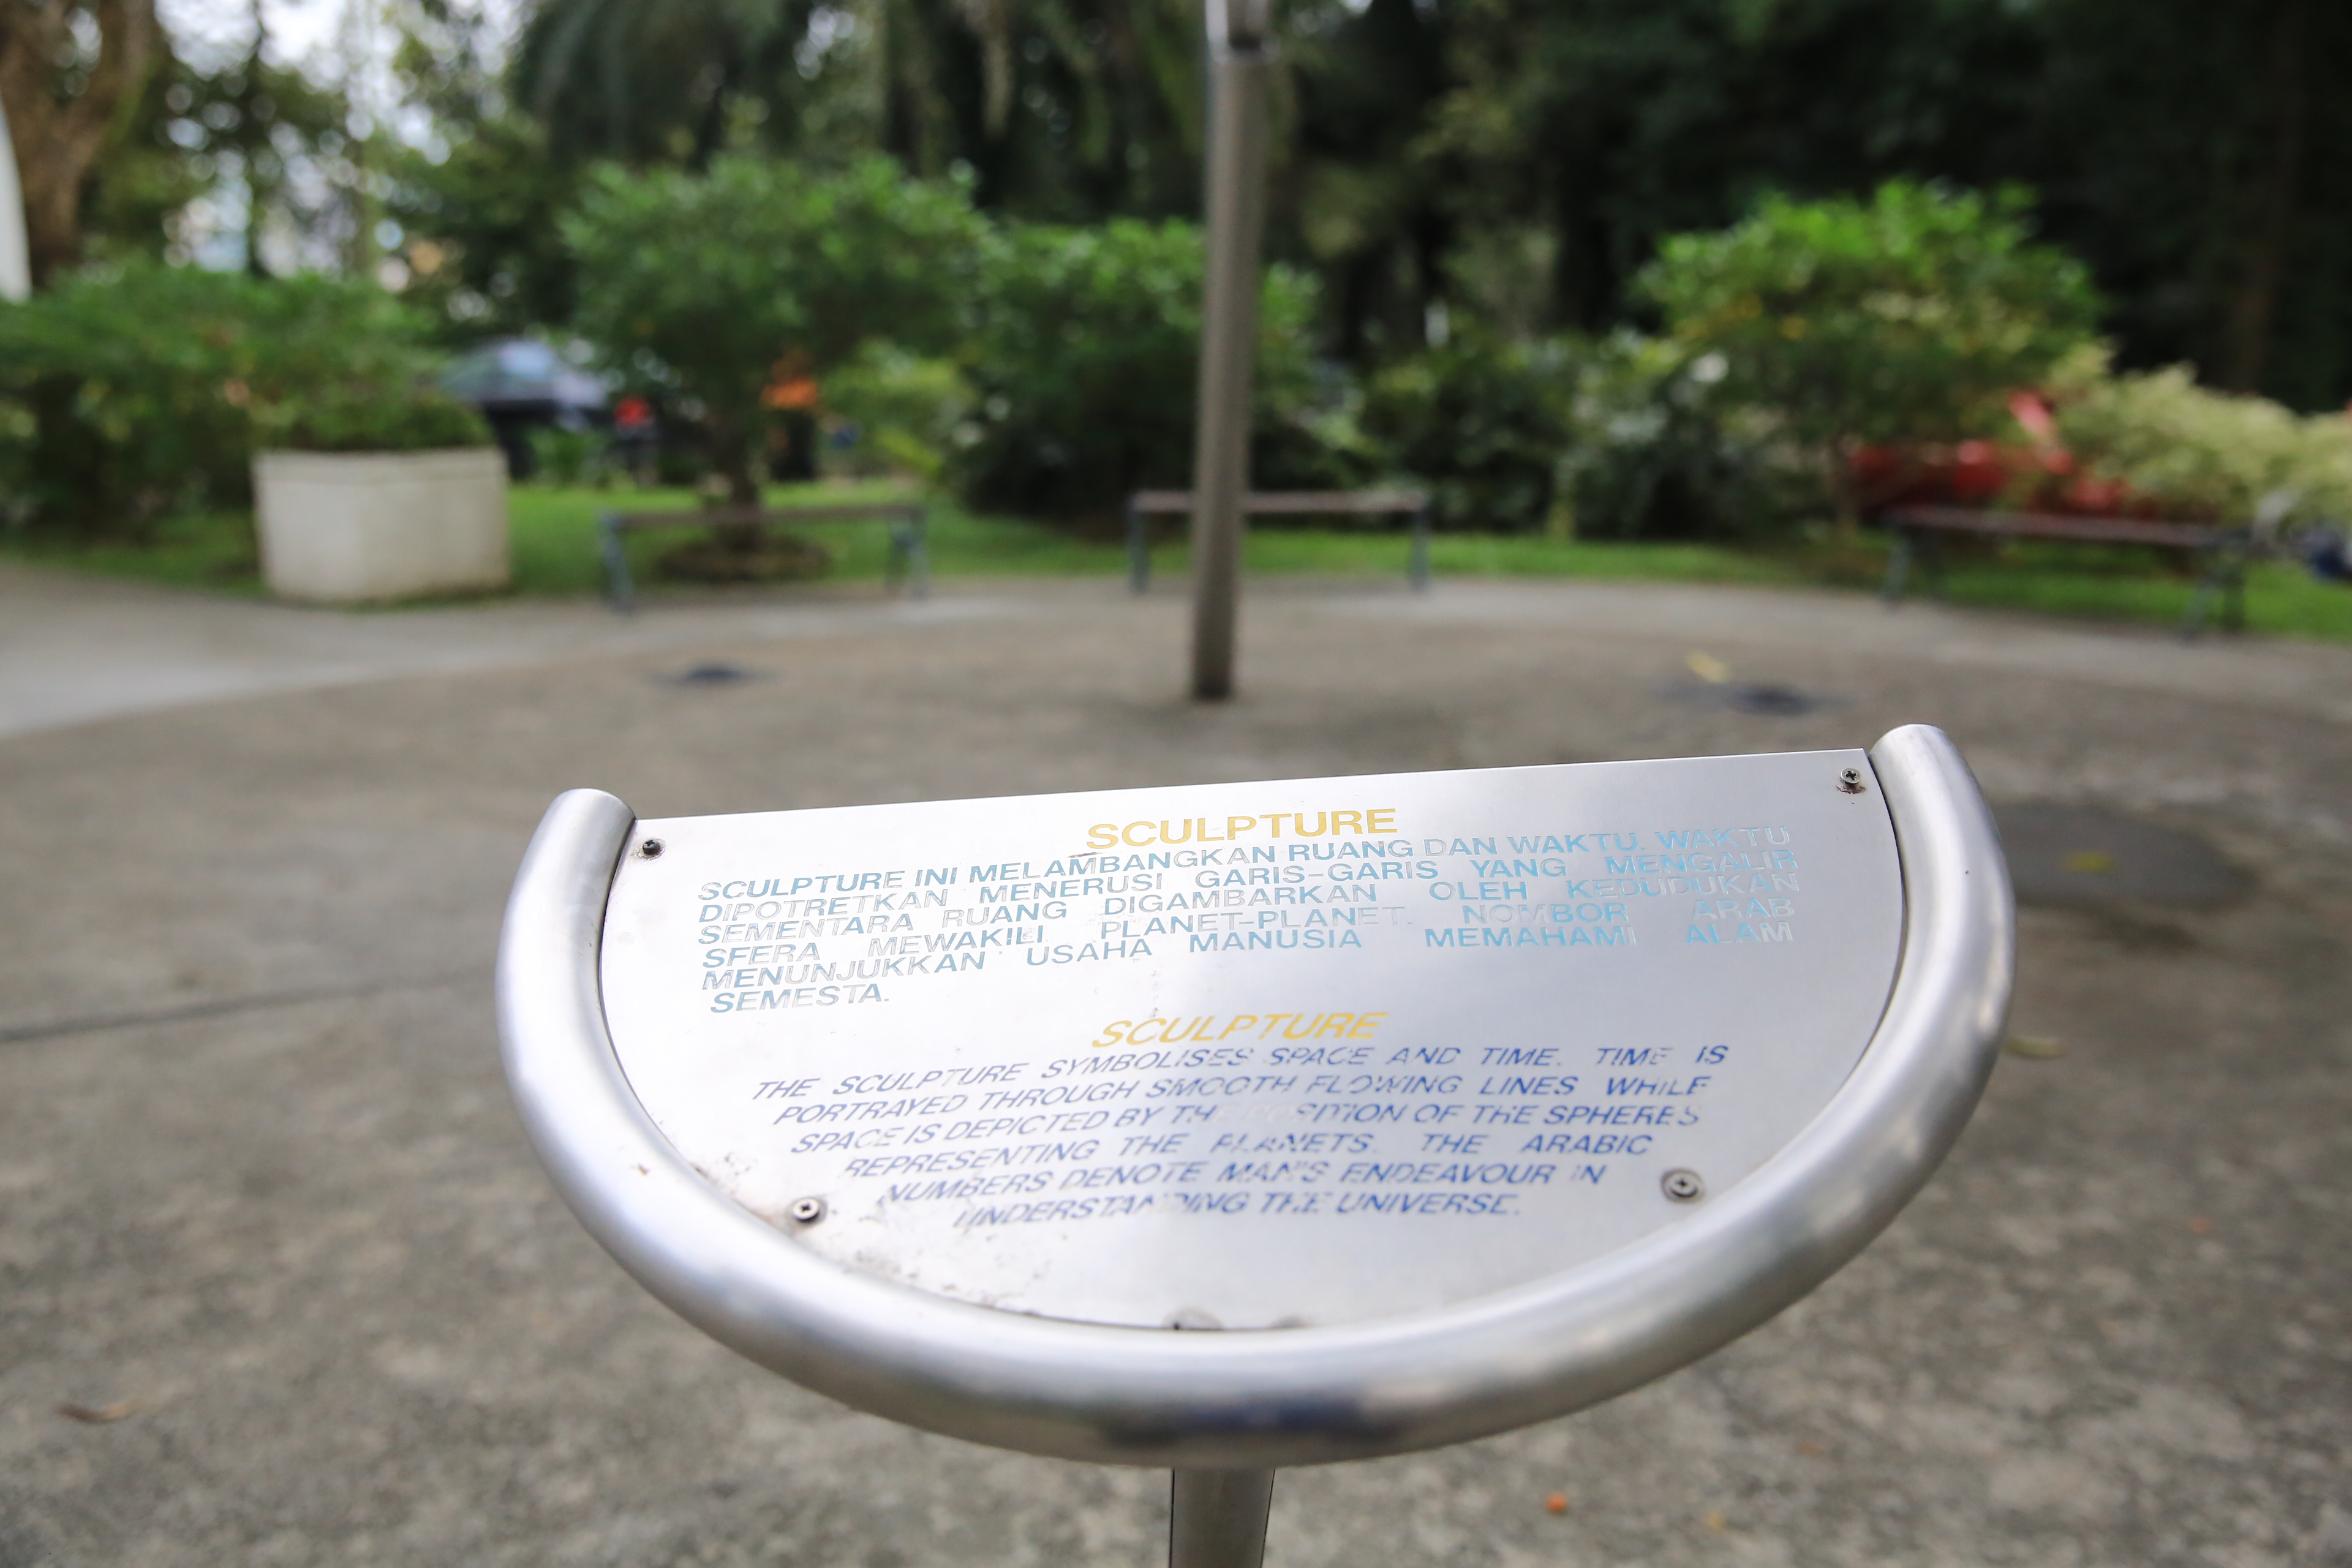 SCULPTURE
SCULPTURE INI MELAMBANGKAN RUANG DAN WAKTU. WAKTU
DIPOTRETKAN MENERUSI GARIS-GARIS YANG MENGALIR
SEMENTARA RUANG DIGAMBARKAN OLEH KEDUDUKAN
SFERA MEWAKILI PLANET-PLANET. NOMBOR ARAB
MENUNJUKKAN USAHA MANUSIA MEMAHAMI ALAM
SEMESTA.
SCULPTURE
THE SCULPTURE SYMBOLISES SPACE AND TIME. TIME IS
PORTRAYED THROUGH SMOOTH FLOWING LINES WHILE
SPACE IS DEPICTED BY THE POSITION OF THE SPHERES
REPRESENTING THE PLANETS. THE ARABIC
NUMBERS DENOTE MAN'S ENDEAVOUR IN
UNDERSTANDING THE UNIVERSE.